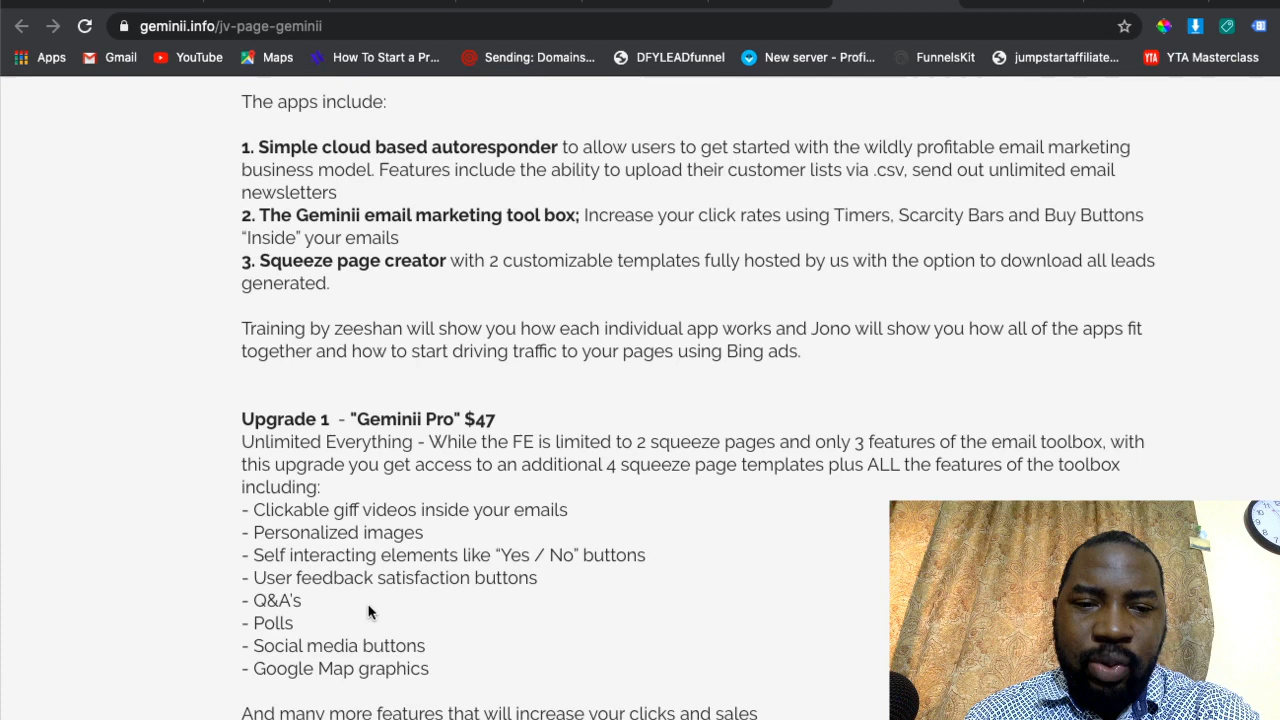 geminii.info/jv-page-geminii
Apps Gmail YouTube Maps How To Start a Pr... Sending: Domains... DFYLEADfunnel New server - Profi... FunnelsKit jumpstartaffiliate... YTA YTA Masterclass
The apps include:
1. Simple cloud based autoresponder to allow users to get started with the wildly profitable email marketing
business model. Features include the ability to upload their customer lists via .csv, send out unlimited email
newsletters
2. The Geminii email marketing tool box; Increase your click rates using Timers, Scarcity Bars and Buy Buttons
“Inside” your emails
3. Squeeze page creator with 2 customizable templates fully hosted by us with the option to download all leads
generated.
Training by zeeshan will show you how each individual app works and Jono will show you how all of the apps fit
together and how to start driving traffic to your pages using Bing ads.
Upgrade 1 - "Geminii Pro" $47
Unlimited Everything - While the FE is limited to 2 squeeze pages and only 3 features of the email toolbox, with
this upgrade you get access to an additional 4 squeeze page templates plus ALL the features of the toolbox
including:
- Clickable giff videos inside your emails
- Personalized images
- Self interacting elements like “Yes / No” buttons
- User feedback satisfaction buttons
- Q&A's
- Polls
- Social media buttons
- Google Map graphics
And many more features that will increase your clicks and sales